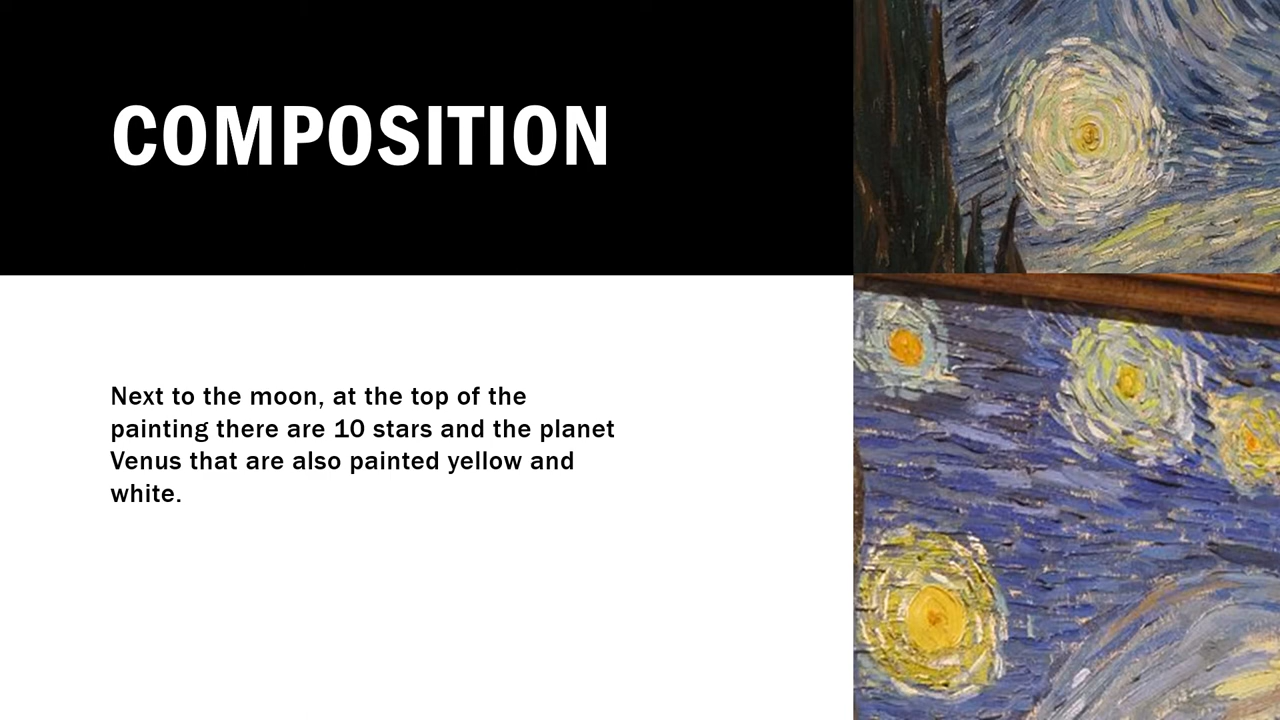 COMPOSITION
Next to the moon, at the top of the
painting there are 10 stars and the planet
Venus that are also painted yellow and
white.